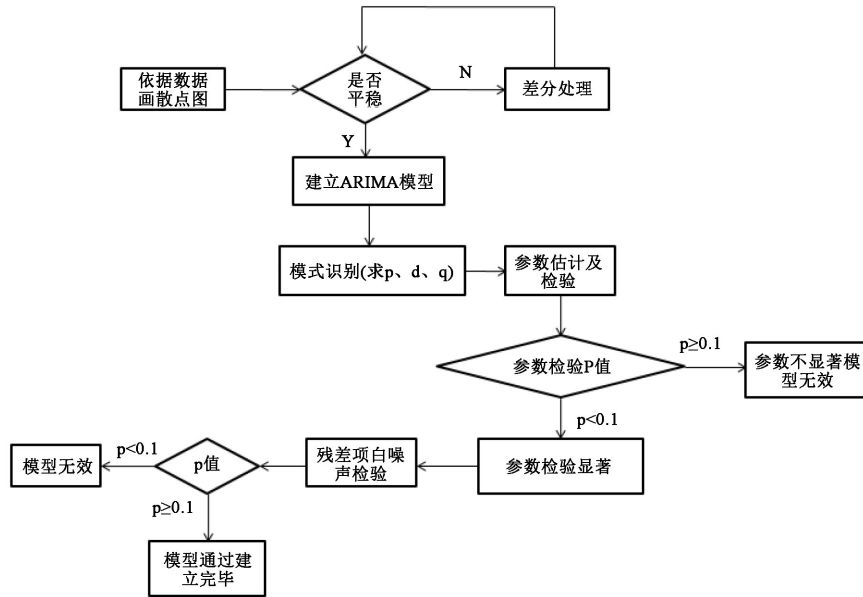 依据数据
画散点图
是否
平稳
N
差分处理
Y
建立ARIMA模型
模式识别(求p、d、q)
参数估计及
检验
参数检验P值
p≥0.1
参数不显著模
型无效
p<0.1
参数检验显著
残差项白噪
声检验
p值
p<0.1
模型无效
p≥0.1
模型通过建
立完毕